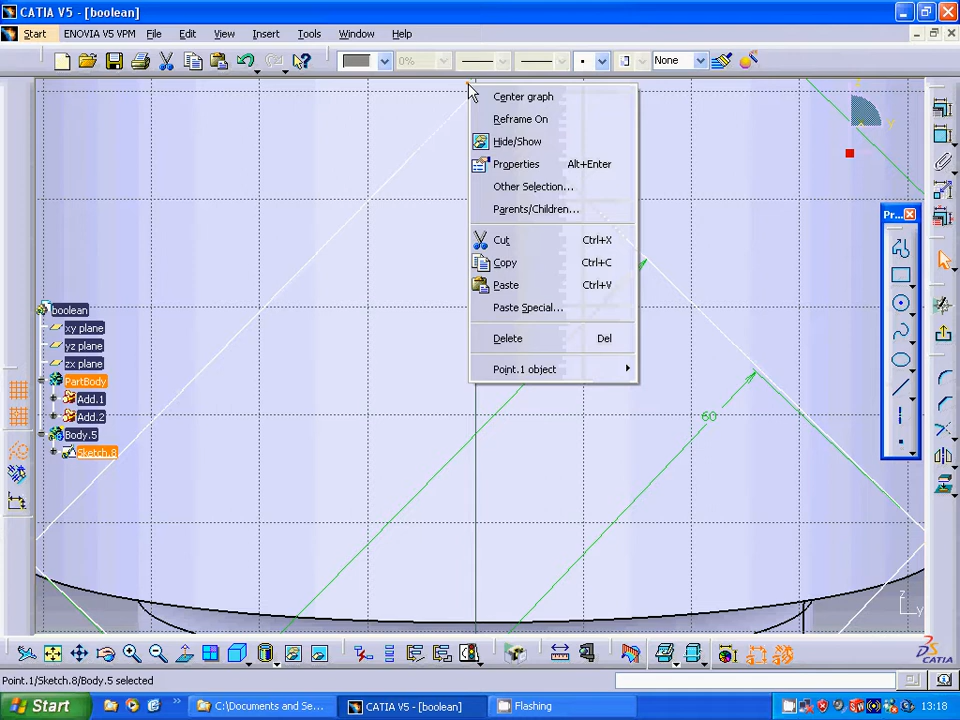 CATIA V5 - [boolean]
Start ENOVIA V5 VPM File Edit View Insert Tools Window Help
0% None
Center graph
Reframe On
Hide/Show
Properties Alt+Enter
Other Selection...
Parents/Children...
Cut Ctrl+X
Copy Ctrl+C
Paste Ctrl+V
Paste Special...
Delete Del
Point.1 object
y
Pr...
boolean
xy plane
yz plane
zx plane
PartBody
Add.1
Add.2
Body.5
Sketch.8
60
z
y
CATIA
Point.1/Sketch.8/Body.5 selected
Start C:\Documents and Se... CATIA V5 - [boolean] Flashing 13:18